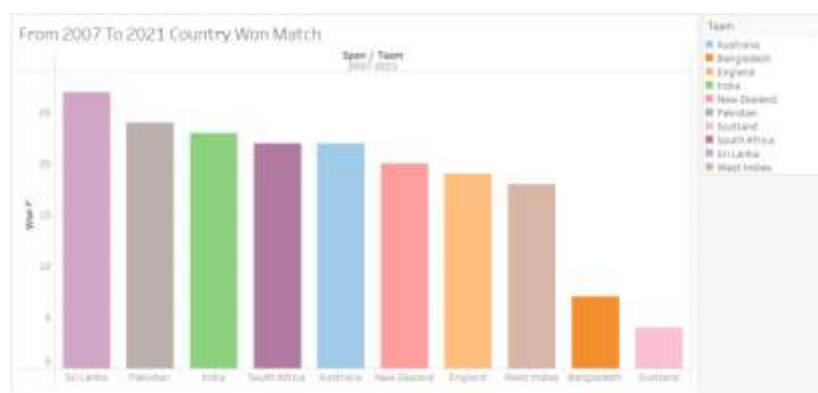 From 2007 To 2021 Country Won Match
Span / Team
2007-2021
Team
Australia
Bangladesh
England
India
New Zealand
Pakistan
Scotland
South Africa
Sri Lanka
West Indies
25
20
15
10
5
0
Won
Sri Lanka
Pakistan
India
South Africa
Australia
New Zealand
England
West Indies
Bangladesh
Scotland